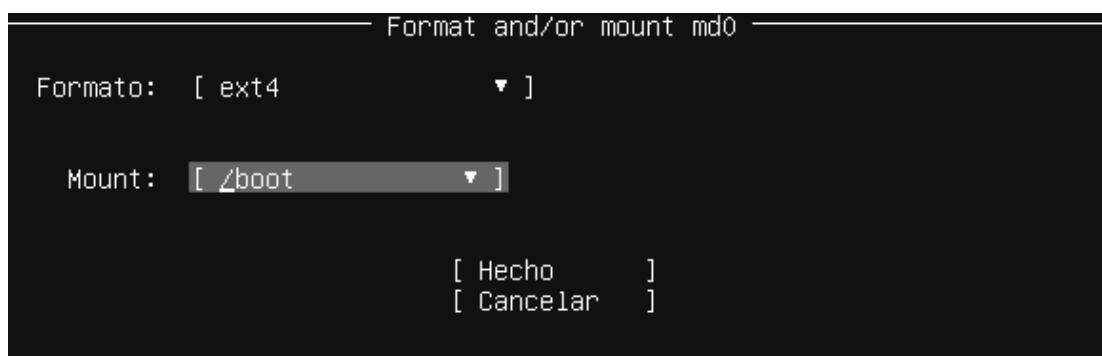 Format and/or mount md0
Formato: [ ext4 ▾ ]
Mount: [ /boot ▾ ]
[ Hecho ]
[ Cancelar ]